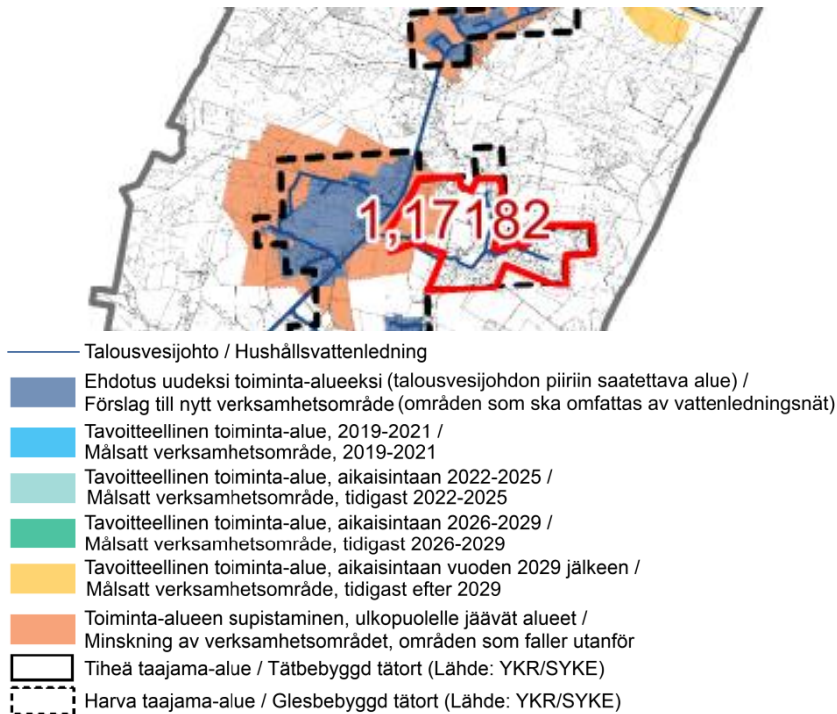 1,17182
Talousvesijohto / Hushållsvattenledning
Ehdotus uudeksi toiminta-alueeksi (talousvesijohdon piiriin saatettava alue) /
Förslag till nytt verksamhetsområde (områden som ska omfattas av vattenledningsnät)
Tavoitteellinen toiminta-alue, 2019-2021 /
Målsatt verksamhetsområde, 2019-2021
Tavoitteellinen toiminta-alue, aikaisintaan 2022-2025 /
Målsatt verksamhetsområde, tidigast 2022-2025
Tavoitteellinen toiminta-alue, aikaisintaan 2026-2029 /
Målsatt verksamhetsområde, tidigast 2026-2029
Tavoitteellinen toiminta-alue, aikaisintaan vuoden 2029 jälkeen /
Målsatt verksamhetsområde, tidigast efter 2029
Toiminta-alueen supistaminen, ulkopuolelle jäävät alueet /
Minskning av verksamhetsområdet, områden som faller utanför
Tiheä taajama-alue / Tätbebyggd tätort (Lähde: YKR/SYKE)
Harva taajama-alue / Glesbebyggd tätort (Lähde: YKR/SYKE)